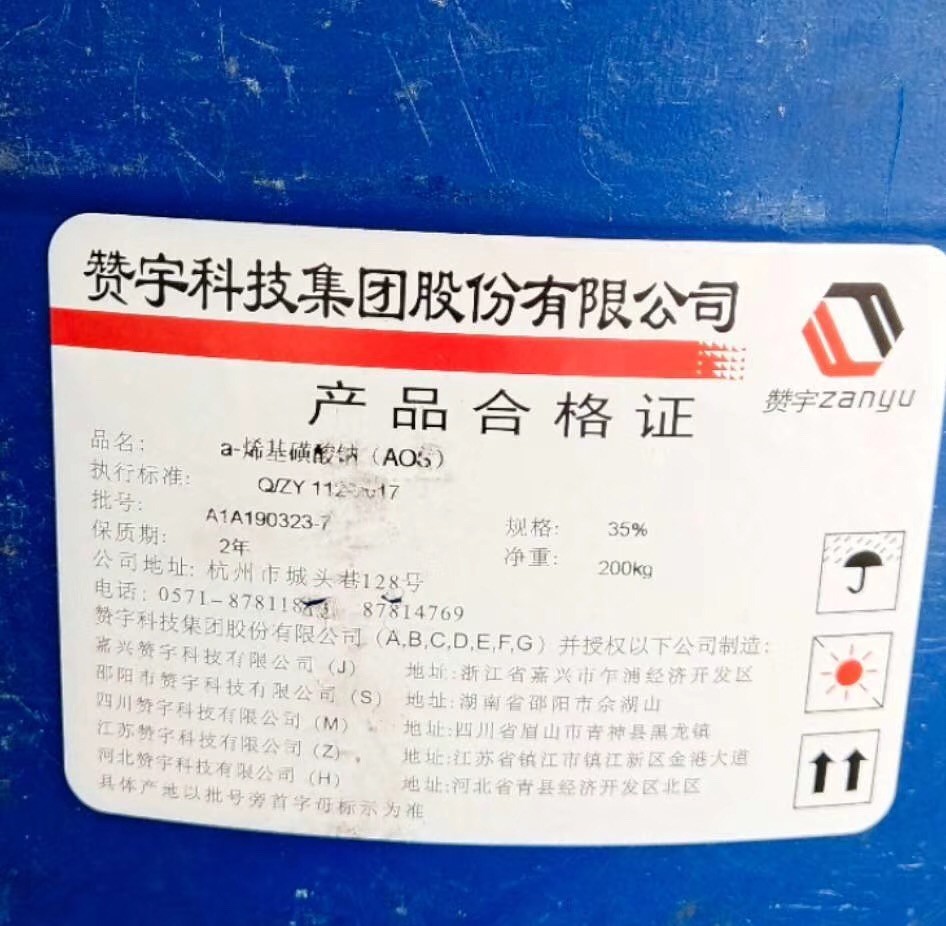 赞宇科技集团股份有限公司
赞宇zanyu
产品合格证
品名: a-烯基磺酸钠（AOS）
执行标准: Q/ZY
批号: A1A190323-7
规格: 35%
保质期: 2年
净重: 200kg
公司地址: 杭州市城头巷128号
电话: 87814769
赞宇科技集团股份有限公司（A,B,C,D,E,F,G）并授权以下公司制造:
嘉兴赞宇科技有限公司（J） 地址:浙江省嘉兴市乍浦经济开发区
邵阳市赞宇科技有限公司（S） 地址:湖南省邵阳市佘湖山
四川赞宇科技有限公司（M） 地址:四川省眉山市青神县黑龙镇
江苏赞宇科技有限公司（Z）。 地址:江苏省镇江市镇江新区金港大道
河北赞宇科技有限公司（H） 地址:河北省青县经济开发区北区
具体产地以批号旁首字母标示为准